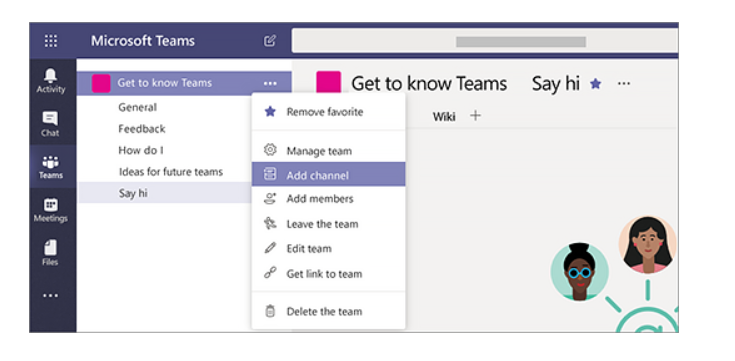 Microsoft Teams
Activity
Chat
Teams
Meetings
Files
Get to know Teams
General
Feedback
How do I
Ideas for future teams
Say hi
Remove favorite
Manage team
Add channel
Add members
Leave the team
Edit team
Get link to team
Delete the team
Get to know Teams Say hi
Wiki